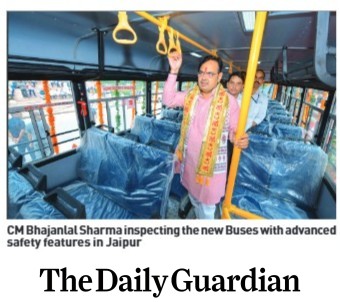 CM Bhajanlal Sharma inspecting the new Buses with advanced
safety features in Jaipur
The Daily Guardian